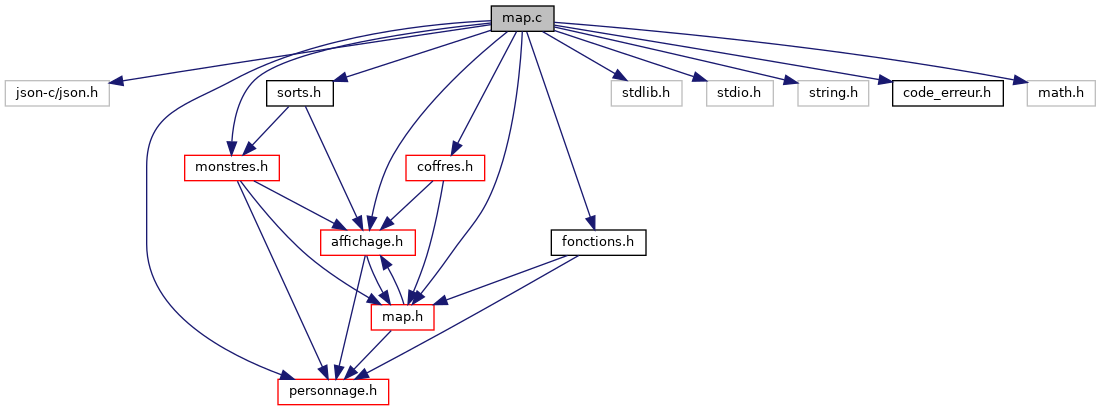 map.c
json-c/json.h
sorts.h
stdlib.h
stdio.h
string.h
code_erreur.h
math.h
monstres.h
coffres.h
affichage.h
fonctions.h
map.h
personnage.h